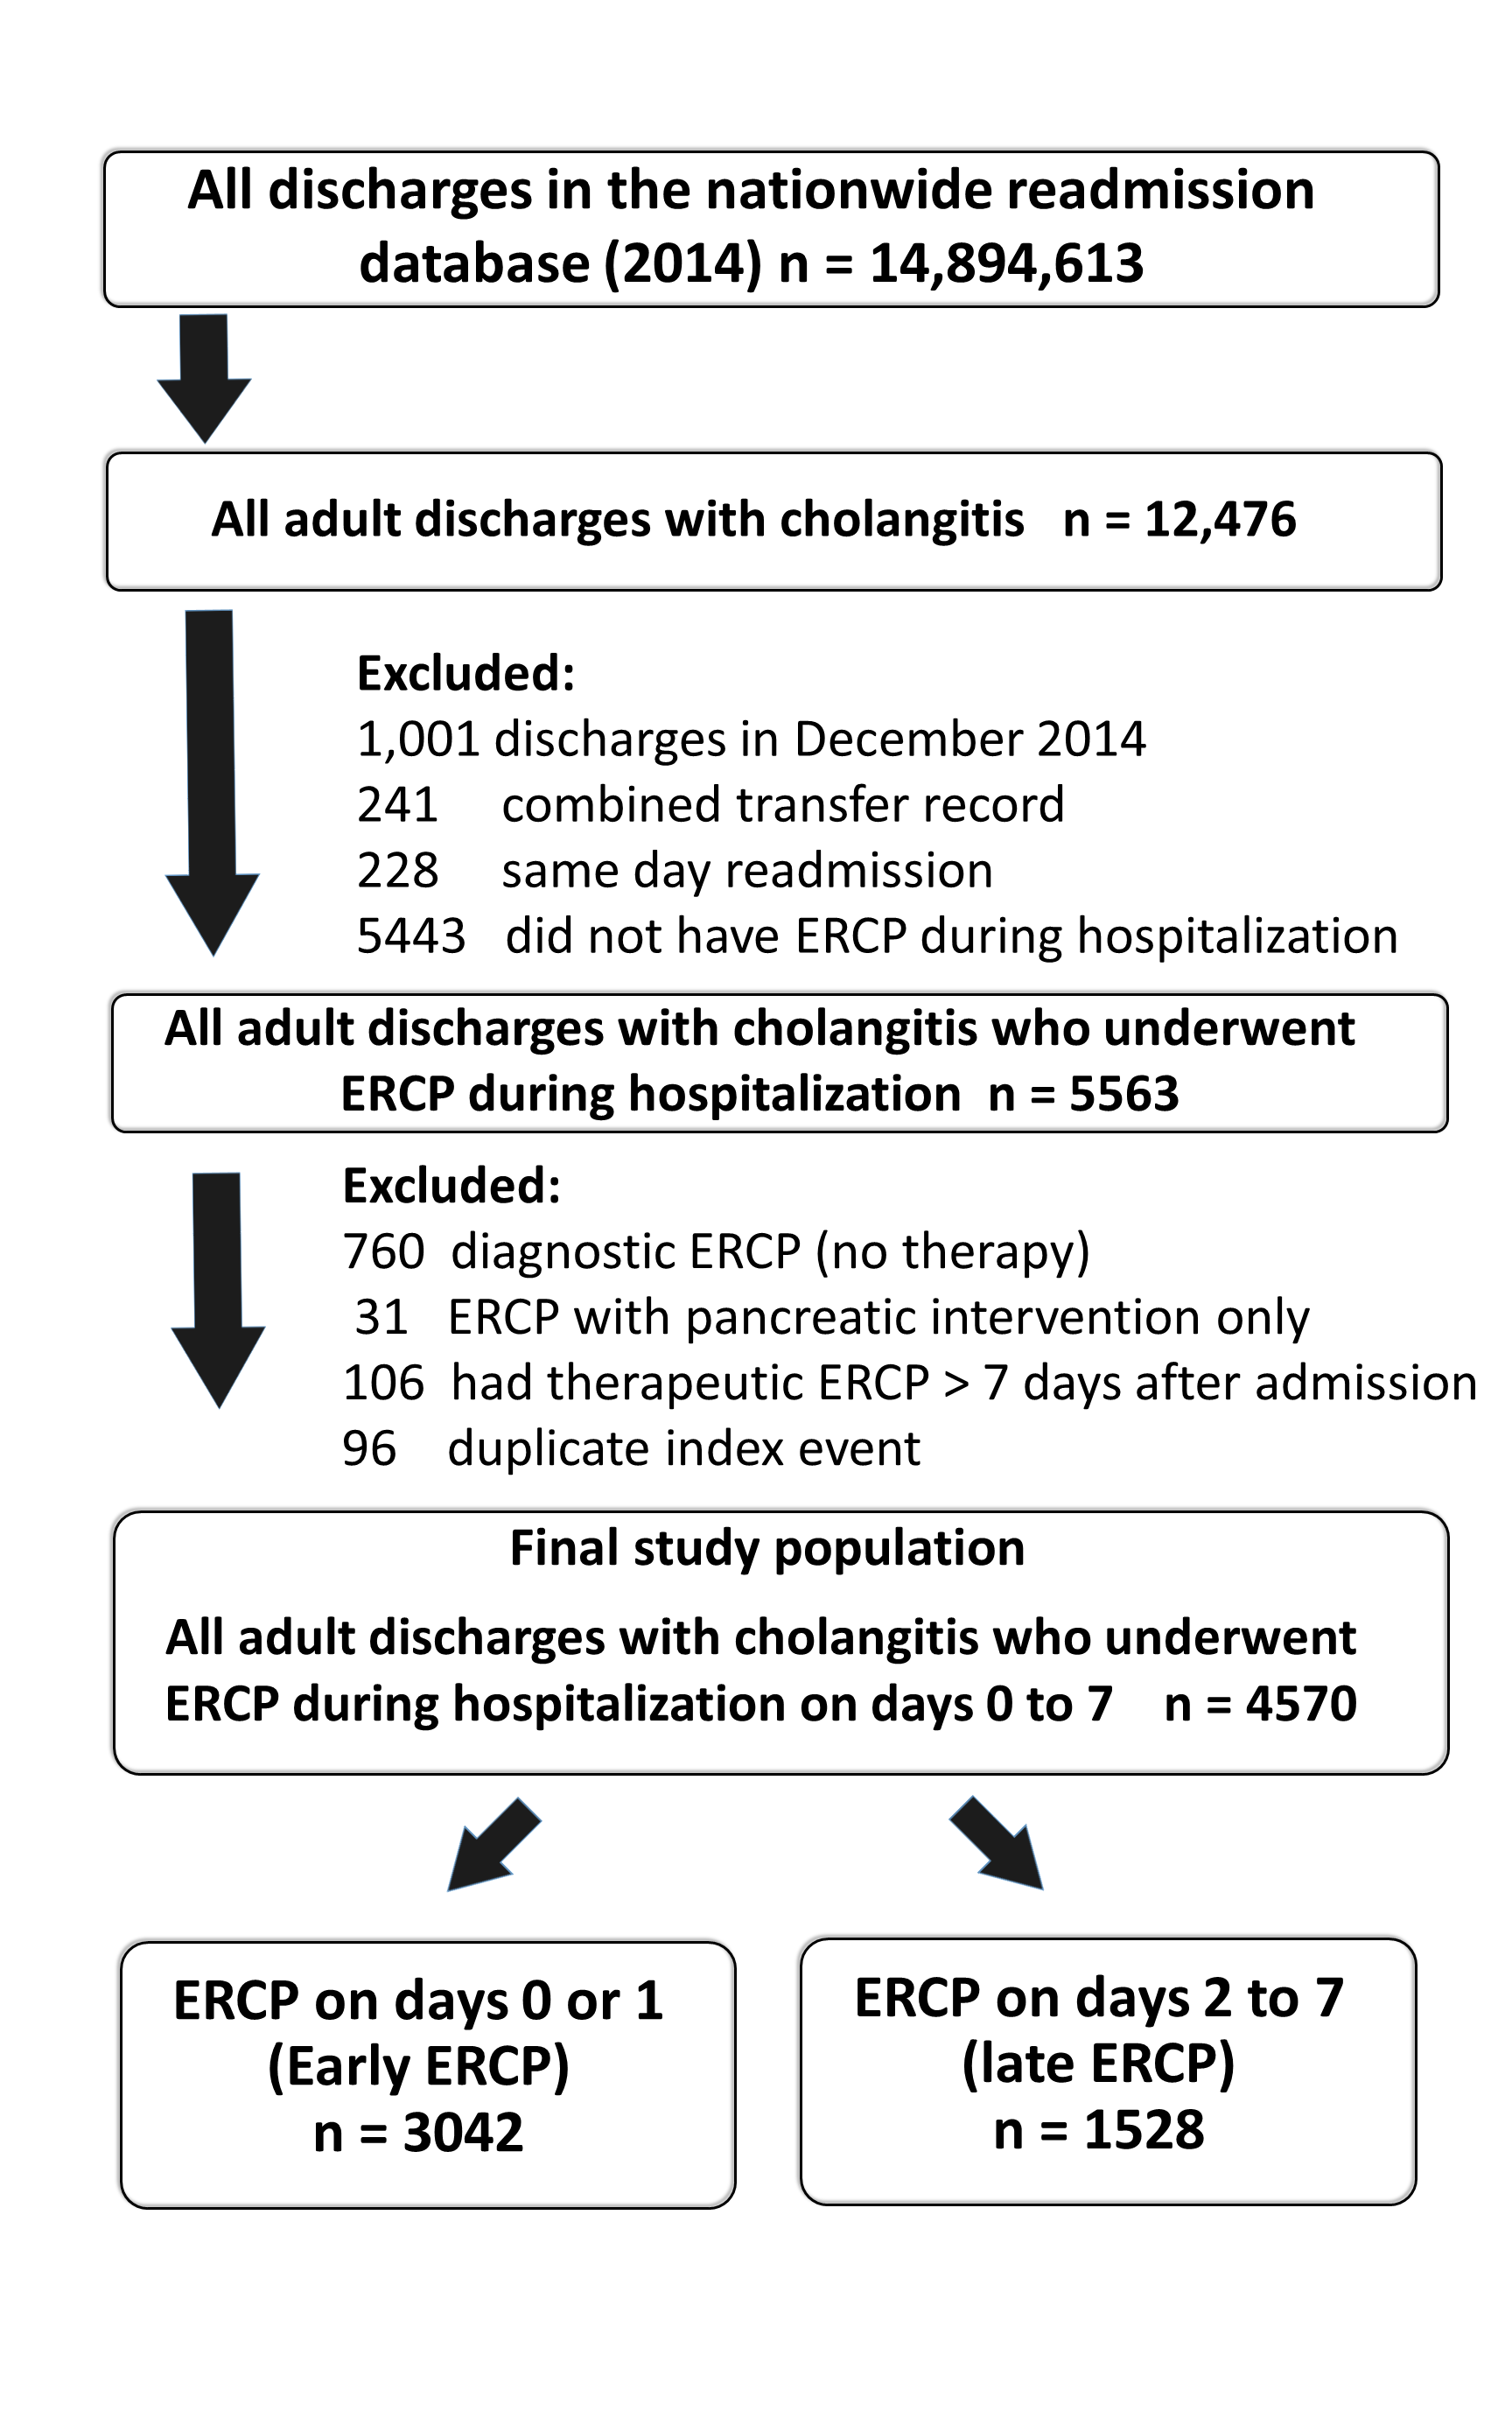 All discharges in the nationwide readmission
database (2014) n = 14,894,613
All adult discharges with cholangitis n = 12,476
Excluded:
1,001 discharges in December 2014
241 combined transfer record
228 same day readmission
5443 did not have ERCP during hospitalization
All adult discharges with cholangitis who underwent
ERCP during hospitalization n = 5563
Excluded:
760 diagnostic ERCP (no therapy)
31 ERCP with pancreatic intervention only
106 had therapeutic ERCP > 7 days after admission
96 duplicate index event
Final study population
All adult discharges with cholangitis who underwent
ERCP during hospitalization on days 0 to 7 n = 4570
ERCP on days 0 or 1
(Early ERCP)
n = 3042
ERCP on days 2 to 7
(late ERCP)
n = 1528